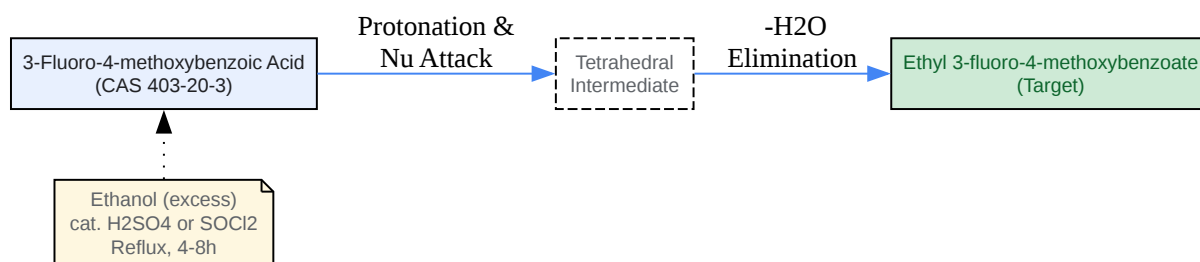 3-Fluoro-4-methoxybenzoic Acid
(CAS 403-20-3)
Protonation &
Nu Attack
Tetrahedral
Intermediate
-H2O
Elimination
Ethyl 3-fluoro-4-methoxybenzoate
(Target)
Ethanol (excess)
cat. H2SO4 or SOCl2
Reflux, 4-8h